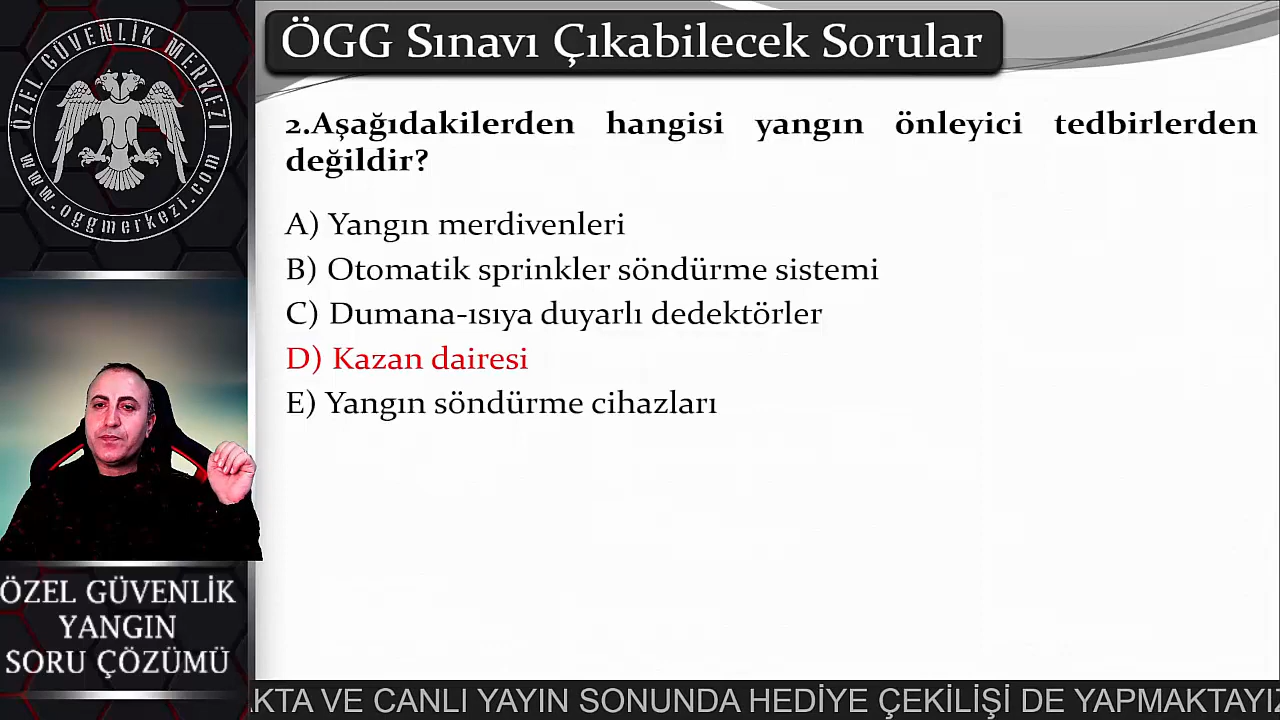 ÖGG Sınavı Çıkabilecek Sorular
ÖZEL GÜVENLİK MERKEZİ
www.oggmerkezi.com
2.Aşağıdakilerden hangisi yangın önleyici tedbirlerden
değildir?
A) Yangın merdivenleri
B) Otomatik sprinkler söndürme sistemi
C) Dumana-ısıya duyarlı dedektörler
D) Kazan dairesi
E) Yangın söndürme cihazları
ÖZEL GÜVENLİK
YANGIN
SORU ÇÖZÜMÜ
AKTA VE CANLI YAYIN SONUNDA HEDİYE ÇEKİLİŞİ DE YAPMAKTAYIZ